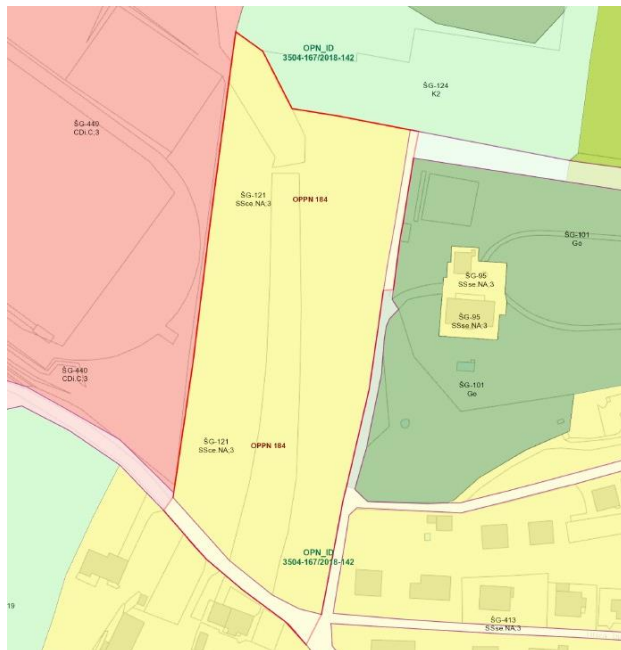 OPN_ID
3504-167/2018-142
ŠG-124
K2
ŠG-440
CDi.C;3
ŠG-121
SSse.NA;3
OPPN 184
ŠG-101
Go
ŠG-95
SSse.NA;3
ŠG-95
SSse.NA;3
ŠG-440
CDi.C;3
ŠG-101
Go
ŠG-121
SSse.NA;3
OPPN 184
OPN_ID
3504-167/2018-142
19
ŠG-413
SSse.NA;3